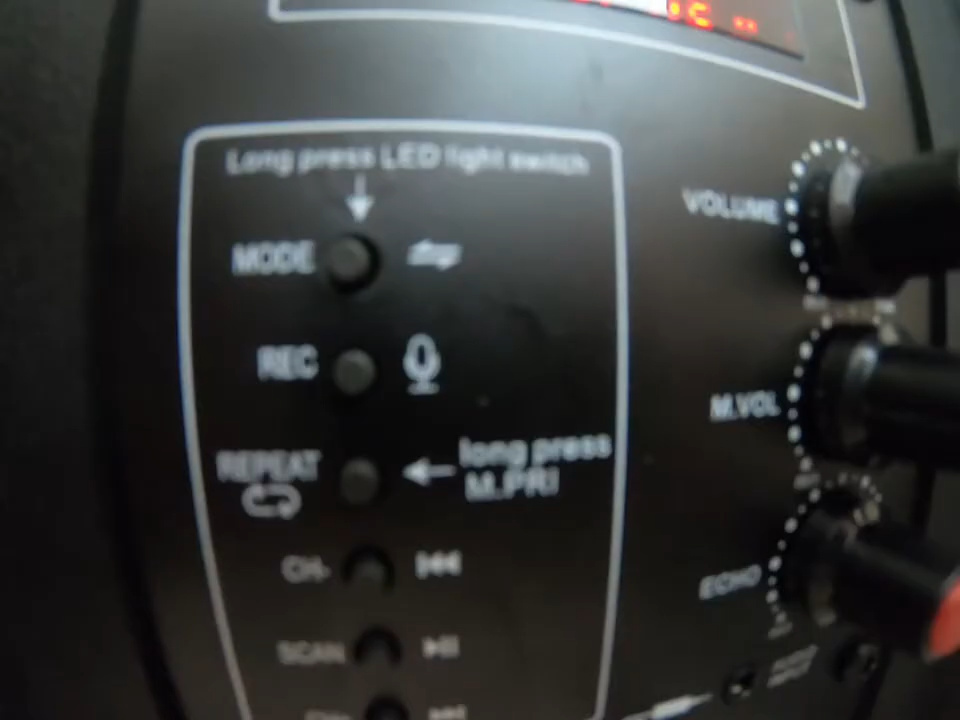 Long press LED light switch
MODE
VOLUME
REC
M.VOL
REPEAT
long press
M.PRI
CH-
ECHO
SCAN